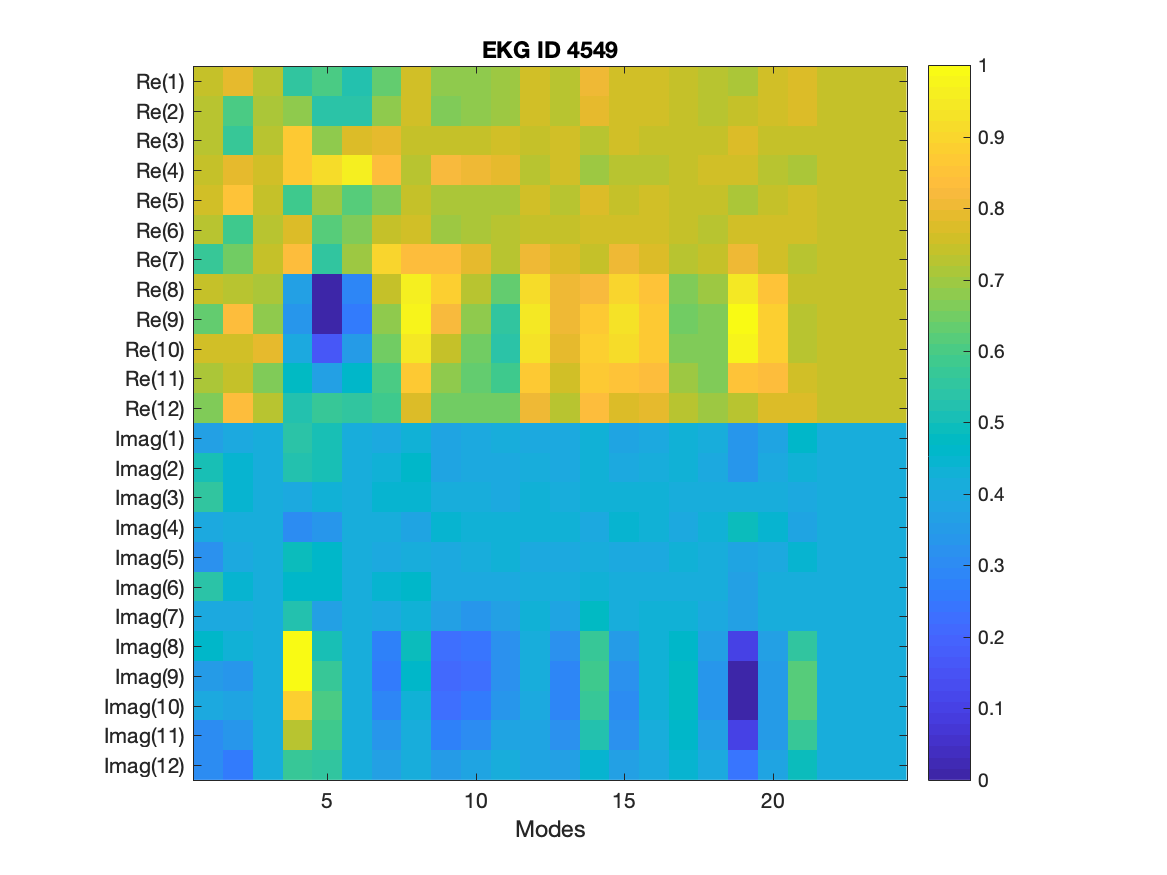 EKG ID 4549
Re(1)
Re(2)
Re(3)
Re(4)
Re(5)
Re(6)
Re(7)
Re(8)
Re(9)
Re(10)
Re(11)
Re(12)
Imag(1)
Imag(2)
Imag(3)
Imag(4)
Imag(5)
Imag(6)
Imag(7)
Imag(8)
Imag(9)
Imag(10)
Imag(11)
Imag(12)
5 10 15 20
Modes
1
0.9
0.8
0.7
0.6
0.5
0.4
0.3
0.2
0.1
0